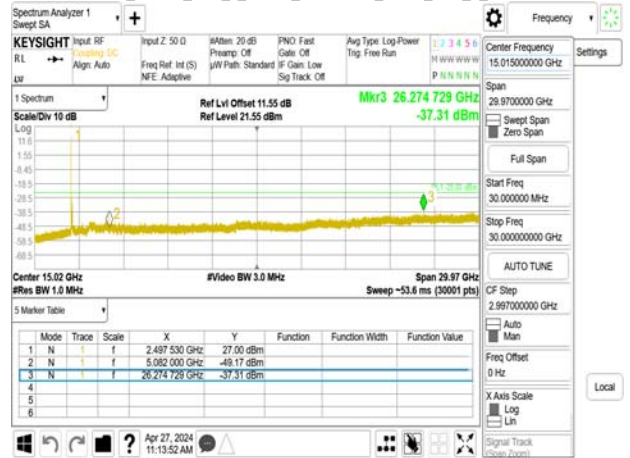 Spectrum Analyzer 1
Swept SA
Frequency
KEYSIGHT
RL
Input: RF
Coupling: DC
Align: Auto
Input Z: 50 Ω
Freq Ref: Int (S)
NFE: Adaptive
#Atten: 20 dB
Preamp: Off
µW Path: Standard
PNO: Fast
Gate: Off
IF Gain: Low
Sig Track: Off
Avg Type: Log-Power
Trig: Free Run
1 2 3 4 5 6
M W W W W W
P N N N N N
1 Spectrum
Scale/Div 10 dB
Log
Ref Lvl Offset 11.55 dB
Ref Level 21.55 dBm
Mkr3 26.274 729 GHz
-37.31 dBm
11.6
1.55
-8.45
-18.5
-28.5
-38.5
-48.5
-58.5
-68.5
1
2
3
Center 15.02 GHz
#Res BW 1.0 MHz
#Video BW 3.0 MHz
Span 29.97 GHz
Sweep ~53.6 ms (30001 pts)
5 Marker Table
Mode Trace Scale X Y Function Function Width Function Value
1 N 1 f 2.497 530 GHz 27.00 dBm
2 N 1 f 5.082 000 GHz -49.17 dBm
3 N 1 f 26.274 729 GHz -37.31 dBm
4
5
6
Apr 27, 2024
11:13:52 AM
Center Frequency
15.015000000 GHz
Settings
Span
29.9700000 GHz
Swept Span
Zero Span
Full Span
Start Freq
30.000000 MHz
Stop Freq
30.000000000 GHz
AUTO TUNE
CF Step
2.997000000 GHz
Auto
Man
Freq Offset
0 Hz
X Axis Scale
Log
Lin
Local
Signal Track
(Span Zoom)